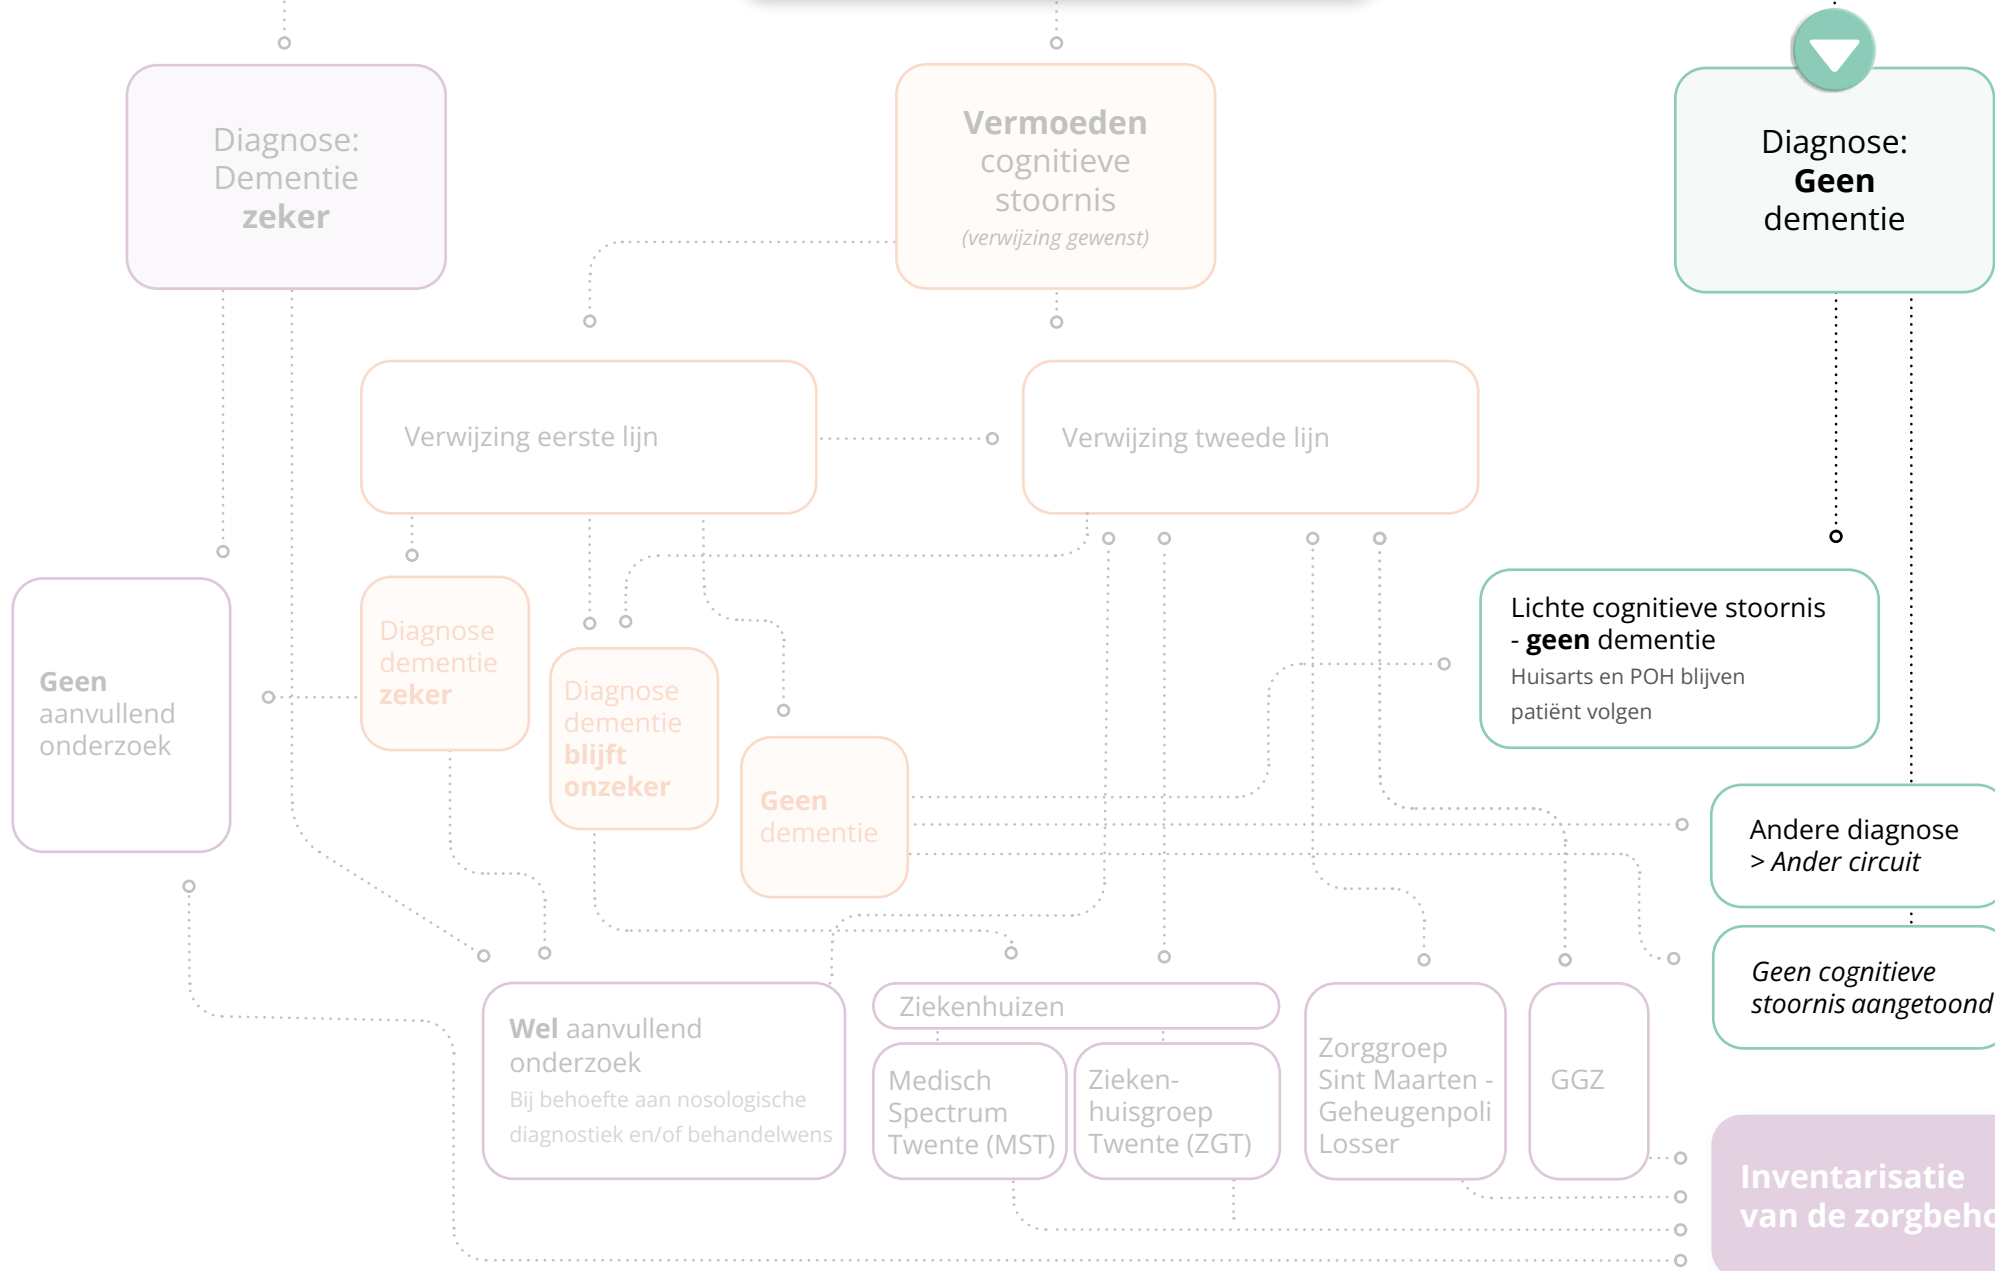 Diagnose:
Dementie
zeker
Vermoeden
cognitieve
stoornis
(verwijzing gewenst)
Diagnose:
Geen
dementie
Verwijzing eerste lijn
Verwijzing tweede lijn
Geen
aanvullend
onderzoek
Diagnose
dementie
zeker
Diagnose
dementie
blijft
onzeker
Geen
dementie
Lichte cognitieve stoornis
- geen dementie
Huisarts en POH blijven
patiënt volgen
Andere diagnose
> Ander circuit
Geen cognitieve
stoornis aangetoond
Wel aanvullend
onderzoek
Bij behoefte aan nosologische
diagnostiek en/of behandelwens
Ziekenhuizen
Medisch
Spectrum
Twente (MST)
Zieken-
huisgroep
Twente (ZGT)
Zorggroep
Sint Maarten -
Geheugenpoli
Losser
GGZ
Inventarisatie
van de zorgbeho